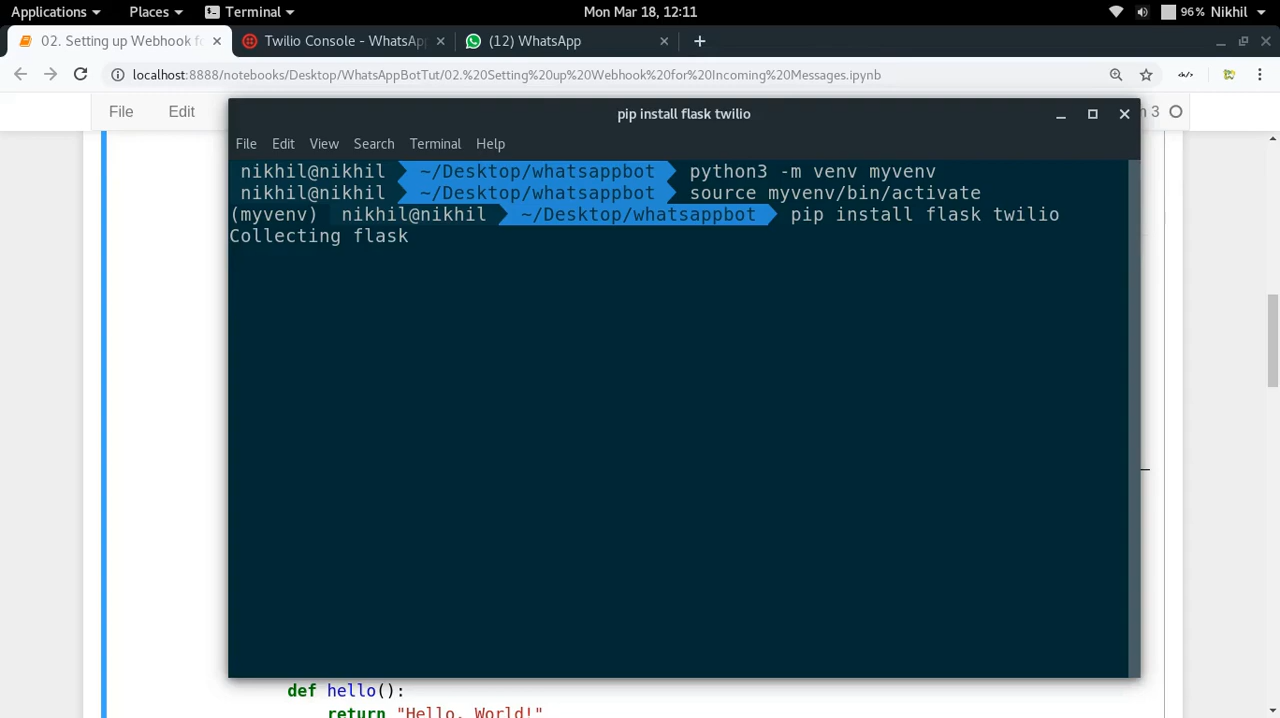 Applications Places Terminal Mon Mar 18, 12:11 96% Nikhil
02. Setting up Webhook fo Twilio Console - WhatsAp (12) WhatsApp
localhost:8888/notebooks/Desktop/WhatsAppBotTut/02.%20Setting%20up%20Webhook%20for%20Incoming%20Messages.ipynb
File Edit 3
pip install flask twilio
File Edit View Search Terminal Help
nikhil@nikhil ~/Desktop/whatsappbot python3 -m venv myvenv
nikhil@nikhil ~/Desktop/whatsappbot source myvenv/bin/activate
(myvenv) nikhil@nikhil ~/Desktop/whatsappbot pip install flask twilio
Collecting flask
def hello():
return "Hello, World!"